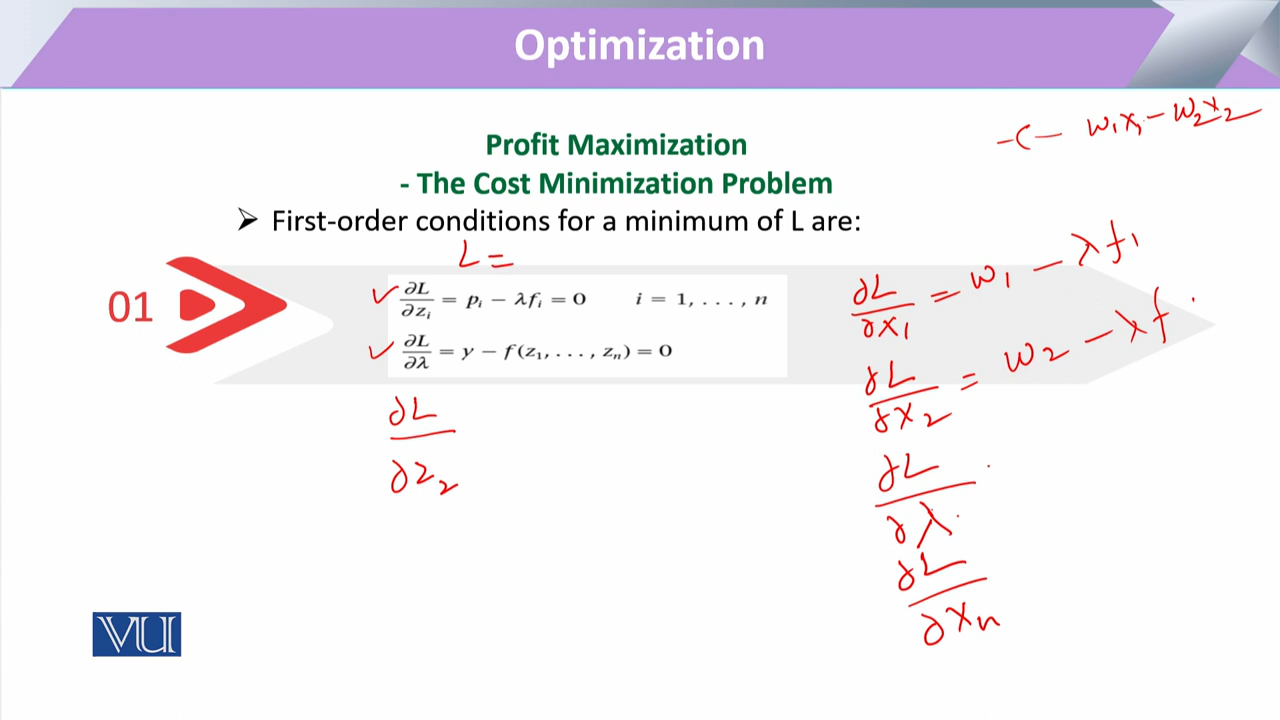 Optimization
-C- w₁x₁ - w₂x₂
Profit Maximization
- The Cost Minimization Problem
➢ First-order conditions for a minimum of L are:
L =
01
✓ ∂L/∂zᵢ = pᵢ − λfᵢ = 0 i = 1, . . . , n
✓ ∂L/∂λ = y − f(z₁, . . . , zₙ) = 0
∂L/∂z₂
∂L/∂x₁ = w₁ − λf₁
∂L/∂x₂ = w₂ − λf
∂L/∂λ
∂L/∂xₙ
VU